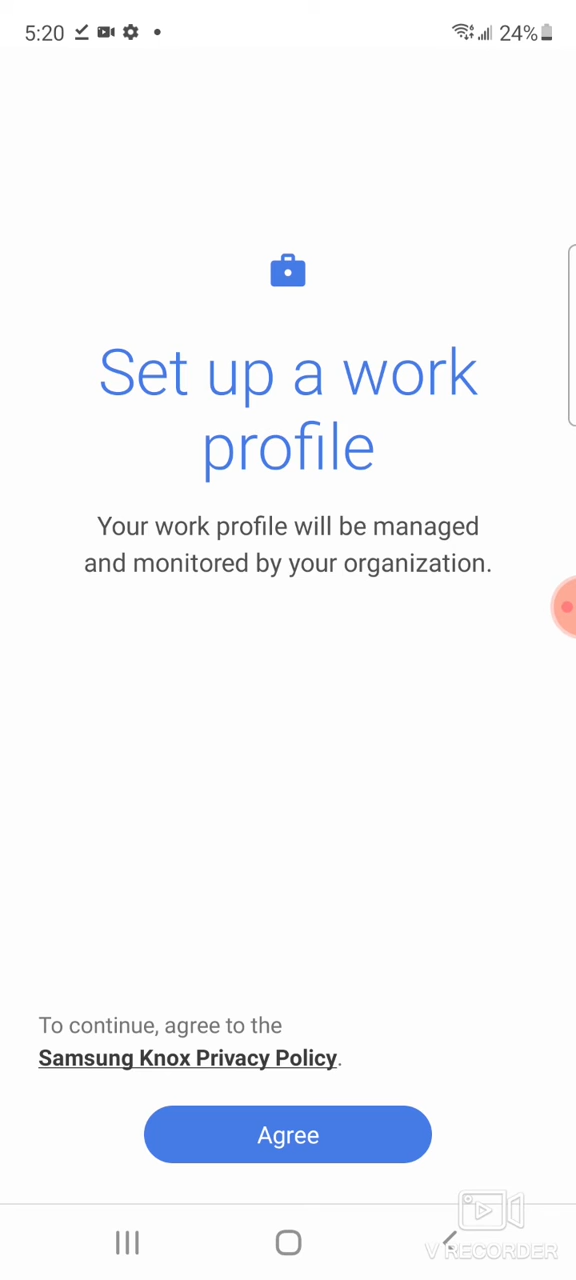 5:20 24%
Set up a work
profile
Your work profile will be managed
and monitored by your organization.
To continue, agree to the
Samsung Knox Privacy Policy.
Agree
V RECORDER